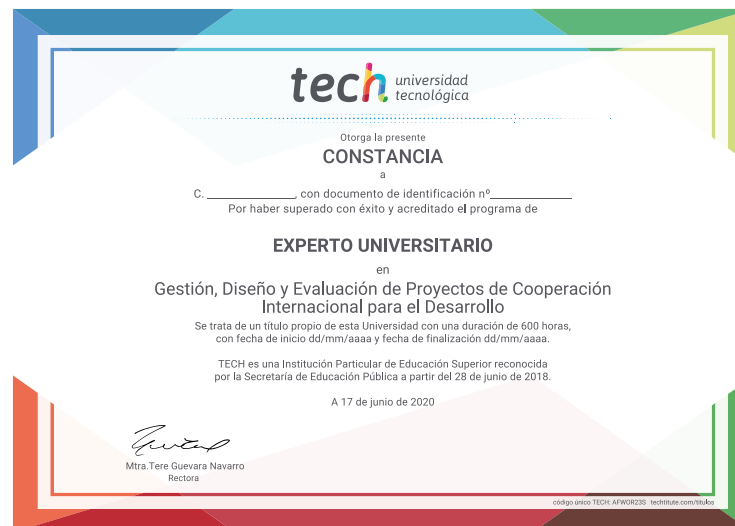 tech universidad
tecnológica
Otorga la presente
CONSTANCIA
a
C. ______________, con documento de identificación nº_____________
Por haber superado con éxito y acreditado el programa de
EXPERTO UNIVERSITARIO
en
Gestión, Diseño y Evaluación de Proyectos de Cooperación
Internacional para el Desarrollo
Se trata de un título propio de esta Universidad con una duración de 600 horas,
con fecha de inicio dd/mm/aaaa y fecha de finalización dd/mm/aaaa.
TECH es una Institución Particular de Educación Superior reconocida
por la Secretaría de Educación Pública a partir del 28 de junio de 2018.
A 17 de junio de 2020
Mtra.Tere Guevara Navarro
Rectora
código único TECH: AFWOR23S techtitute.com/títulos